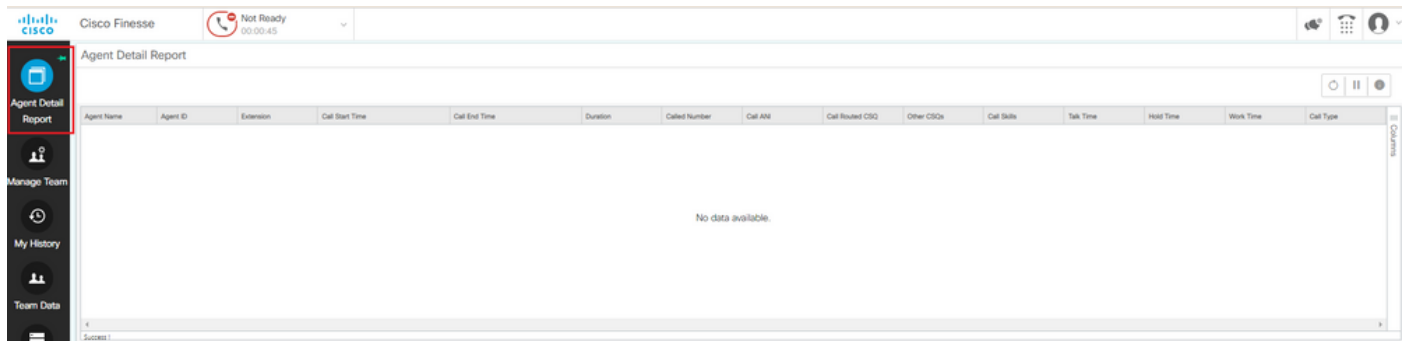 CISCO
Cisco Finesse
Not Ready
00:00:45
Agent Detail Report
Agent Detail
Report
Manage Team
My History
Team Data
Agent Name Agent ID Extension Call Start Time Call End Time Duration Called Number Call ANI Call Routed CSQ Other CSQs Call Skills Talk Time Hold Time Work Time Call Type
Columns
No data available.
Success !